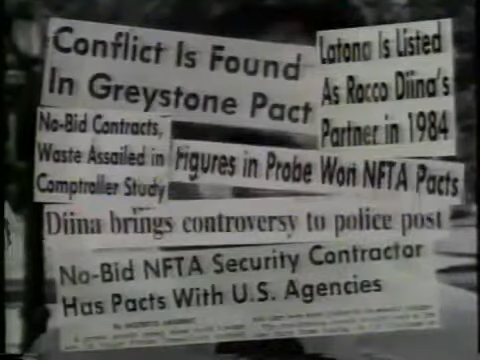 Conflict Is Found
In Greystone Pact
Latona Is Listed
As Rocco Diina's
Partner in 1984
No-Bid Contracts,
Waste Assailed in
Comptroller Study
Figures in Probe Won NFTA Pacts
Diina brings controversy to police post
No-Bid NFTA Security Contractor
Has Pacts With U.S. Agencies